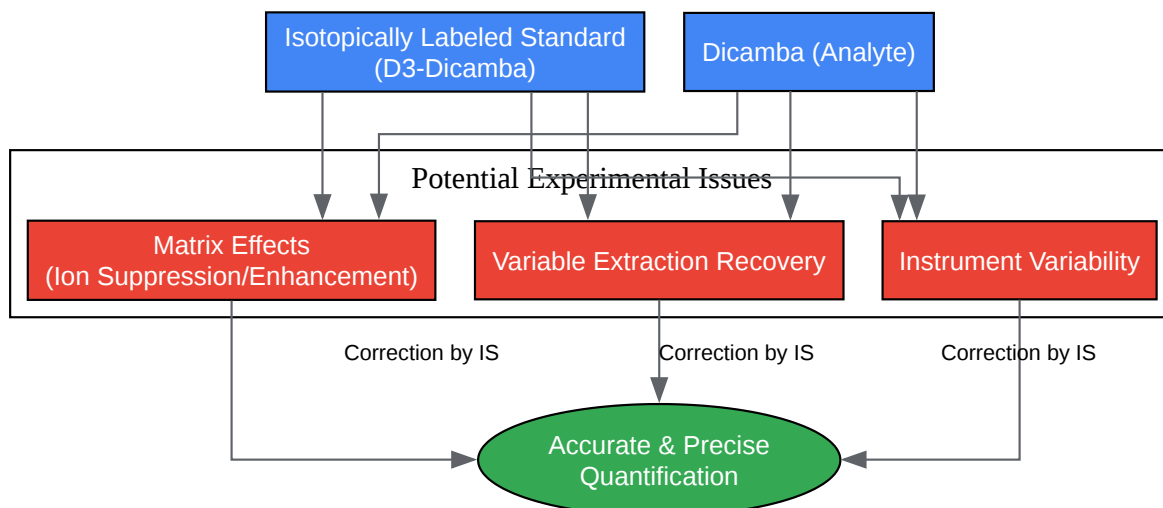 Isotopically Labeled Standard
(D3-Dicamba)
Dicamba (Analyte)
Potential Experimental Issues
Matrix Effects
(Ion Suppression/Enhancement)
Variable Extraction Recovery
Instrument Variability
Correction by IS
Correction by IS
Correction by IS
Accurate & Precise
Quantification